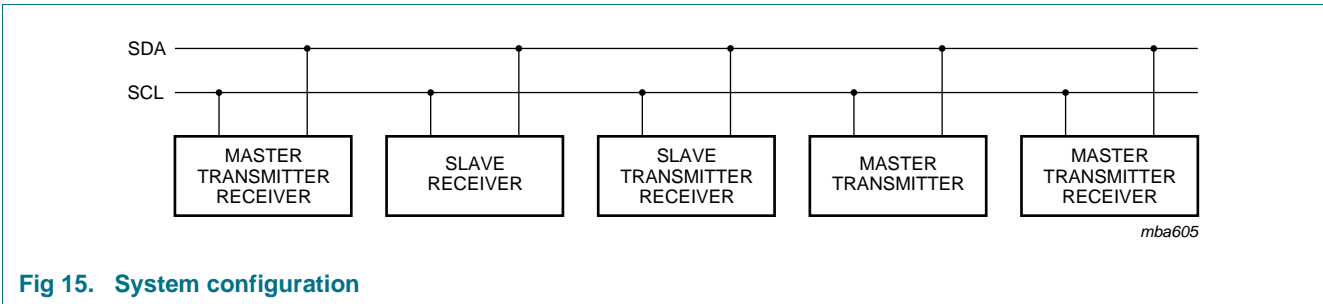 SDA
SCL
MASTER
TRANSMITTER
RECEIVER
SLAVE
RECEIVER
SLAVE
TRANSMITTER
RECEIVER
MASTER
TRANSMITTER
MASTER
TRANSMITTER
RECEIVER
mba605
Fig 15. System configuration